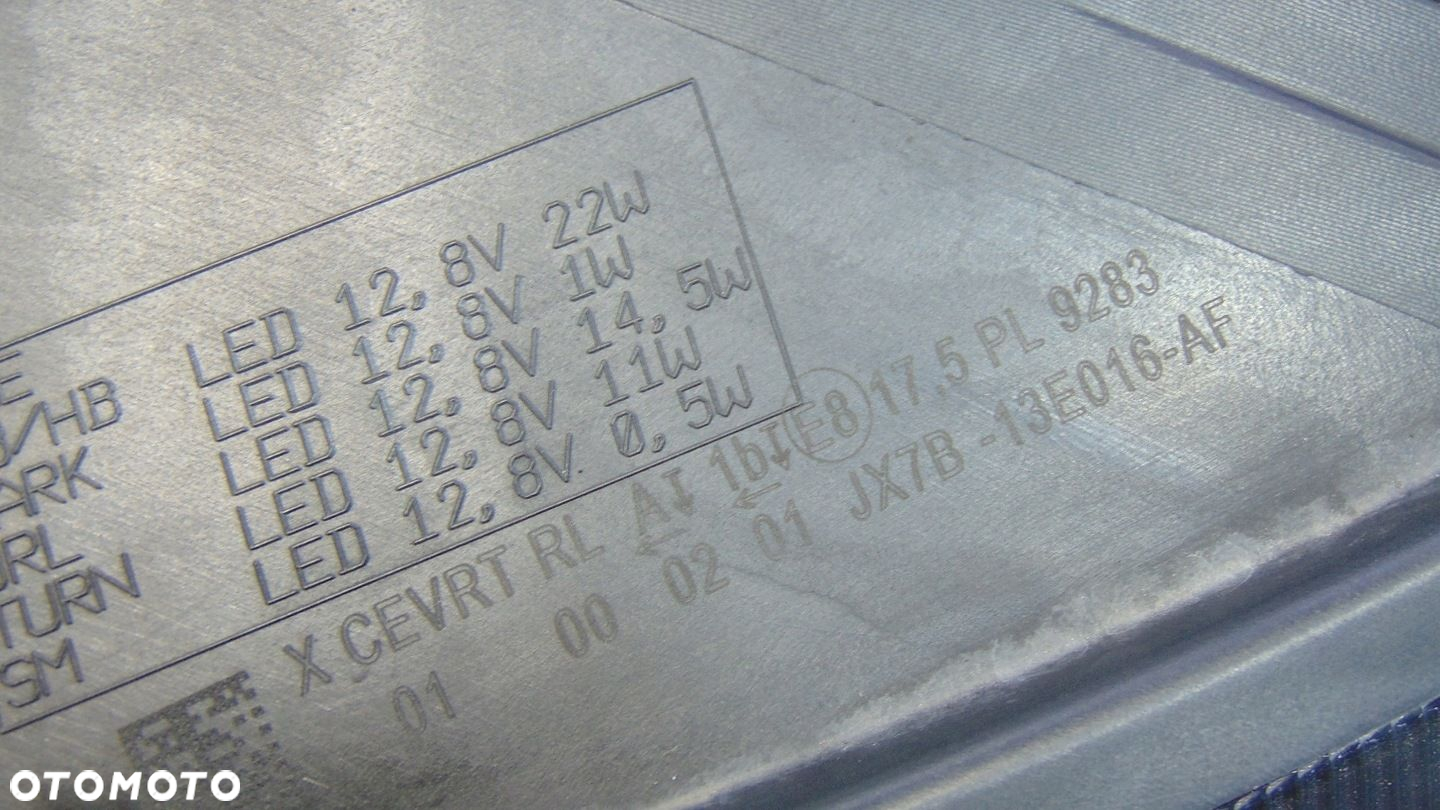 E LED 12,8V 22W
/HB LED 12,8V 1W
ARK LED 12,8V 14,5W
DRL LED 12,8V 11W
TURN LED 12,8V 0,5W
SM
X CEVRT RL AI 1bI E8 17.5 PL 9283
01 00 02 01 JX7B -13E016-AF
OTOMOTO